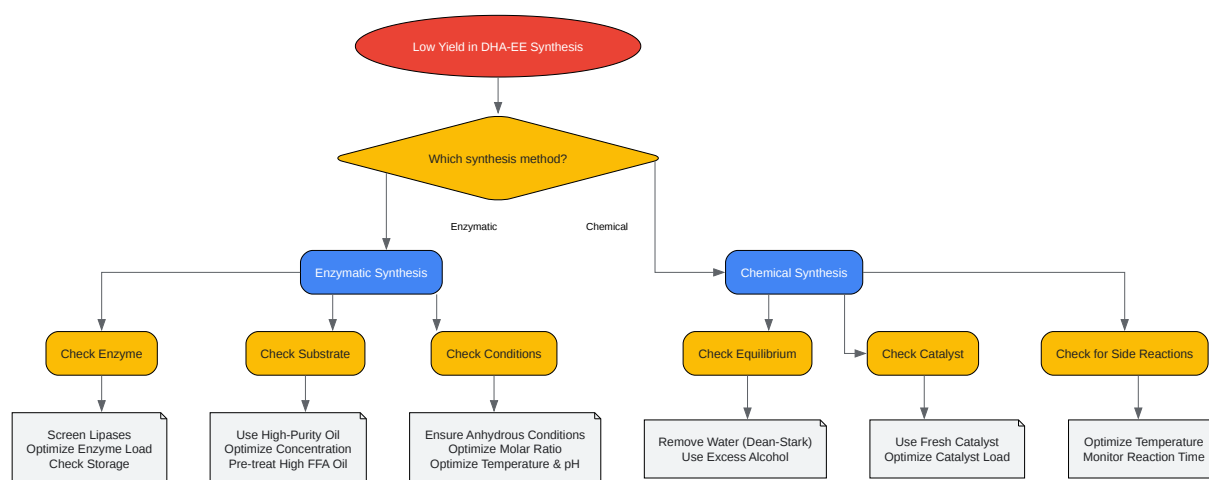 Low Yield in DHA-EE Synthesis
Which synthesis method?
Enzymatic
Chemical
Enzymatic Synthesis
Chemical Synthesis
Check Enzyme
Check Substrate
Check Conditions
Check Equilibrium
Check Catalyst
Check for Side Reactions
Screen Lipases
Optimize Enzyme Load
Check Storage
Use High-Purity Oil
Optimize Concentration
Pre-treat High FFA Oil
Ensure Anhydrous Conditions
Optimize Molar Ratio
Optimize Temperature & pH
Remove Water (Dean-Stark)
Use Excess Alcohol
Use Fresh Catalyst
Optimize Catalyst Load
Optimize Temperature
Monitor Reaction Time